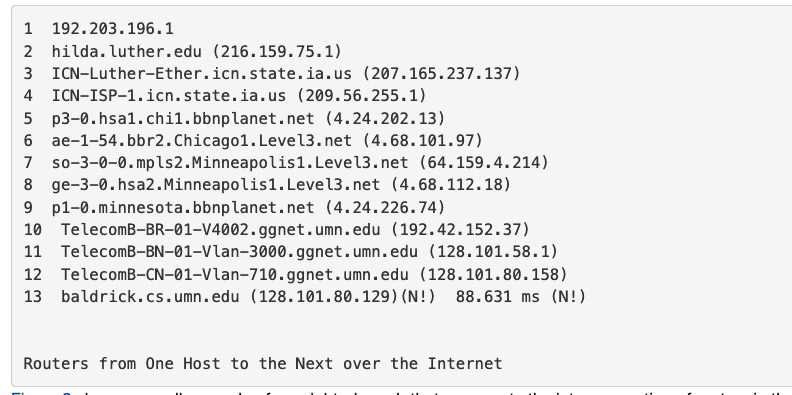 1  192.203.196.1
2  hilda.luther.edu (216.159.75.1)
3  ICN-Luther-Ether.icn.state.ia.us (207.165.237.137)
4  ICN-ISP-1.icn.state.ia.us (209.56.255.1)
5  p3-0.hsa1.chi1.bbnplanet.net (4.24.202.13)
6  ae-1-54.bbr2.Chicago1.Level3.net (4.68.101.97)
7  so-3-0-0.mpls2.Minneapolis1.Level3.net (64.159.4.214)
8  ge-3-0.hsa2.Minneapolis1.Level3.net (4.68.112.18)
9  p1-0.minnesota.bbnplanet.net (4.24.226.74)
10  TelecomB-BR-01-V4002.ggnet.umn.edu (192.42.152.37)
11  TelecomB-BN-01-Vlan-3000.ggnet.umn.edu (128.101.58.1)
12  TelecomB-CN-01-Vlan-710.ggnet.umn.edu (128.101.80.158)
13  baldrick.cs.umn.edu (128.101.80.129)(N!)  88.631 ms (N!)
Routers from One Host to the Next over the Internet